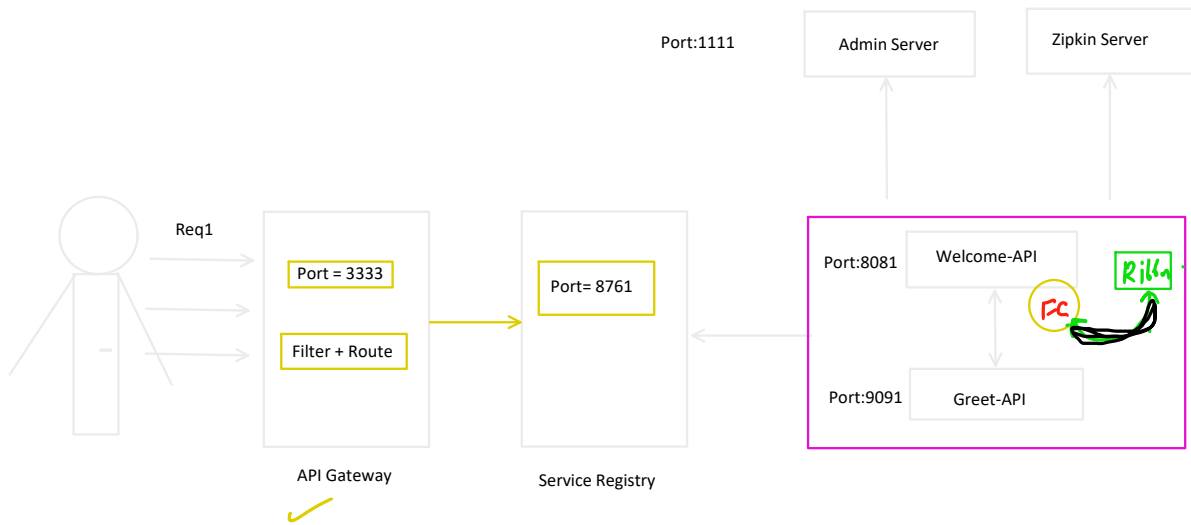 Port:1111
Admin Server
Zipkin Server
Req1
Port = 3333
Filter + Route
API Gateway
Port= 8761
Service Registry
Port:8081
Welcome-API
FC
Port:9091
Greet-API